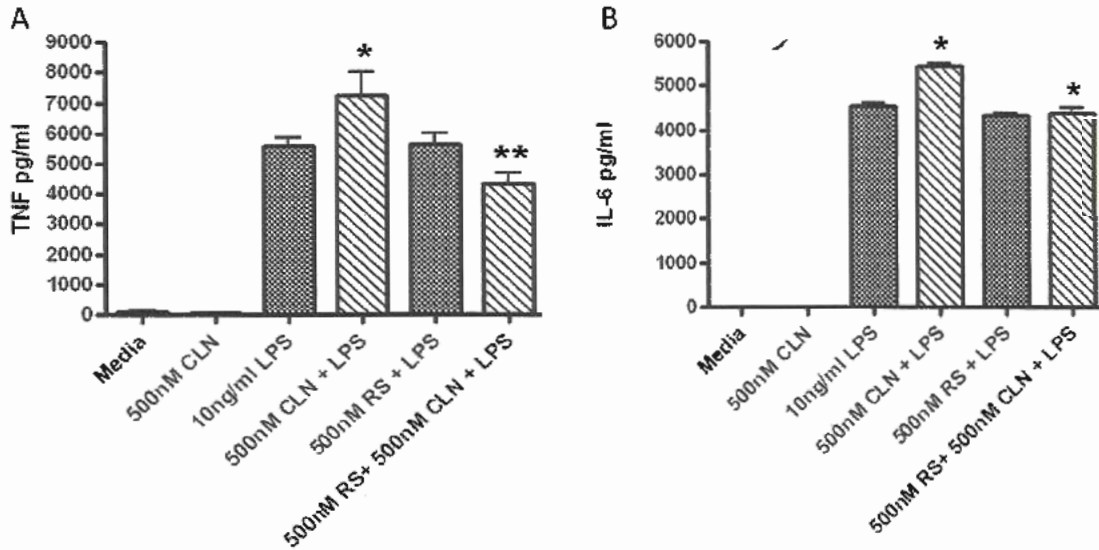 A
TNF pg/ml
9000
8000
7000
6000
5000
4000
3000
2000
1000
0
*
**
Media
500nM CLN
10ng/ml LPS
500nM CLN + LPS
500nM RS + LPS
500nM RS+ 500nM CLN + LPS
B
IL-6 pg/ml
6000
5000
4000
3000
2000
1000
0
*
*
Media
500nM CLN
10ng/ml LPS
500nM CLN + LPS
500nM RS + LPS
500nM RS+ 500nM CLN + LPS